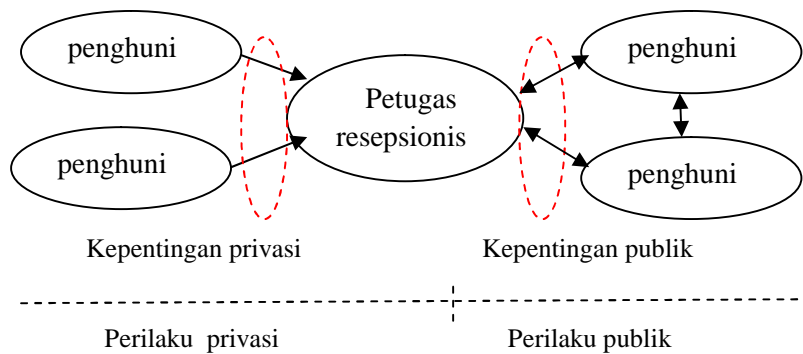 penghuni
penghuni
Petugas
resepsionis
penghuni
penghuni
Kepentingan privasi
Kepentingan publik
Perilaku  privasi
Perilaku publik